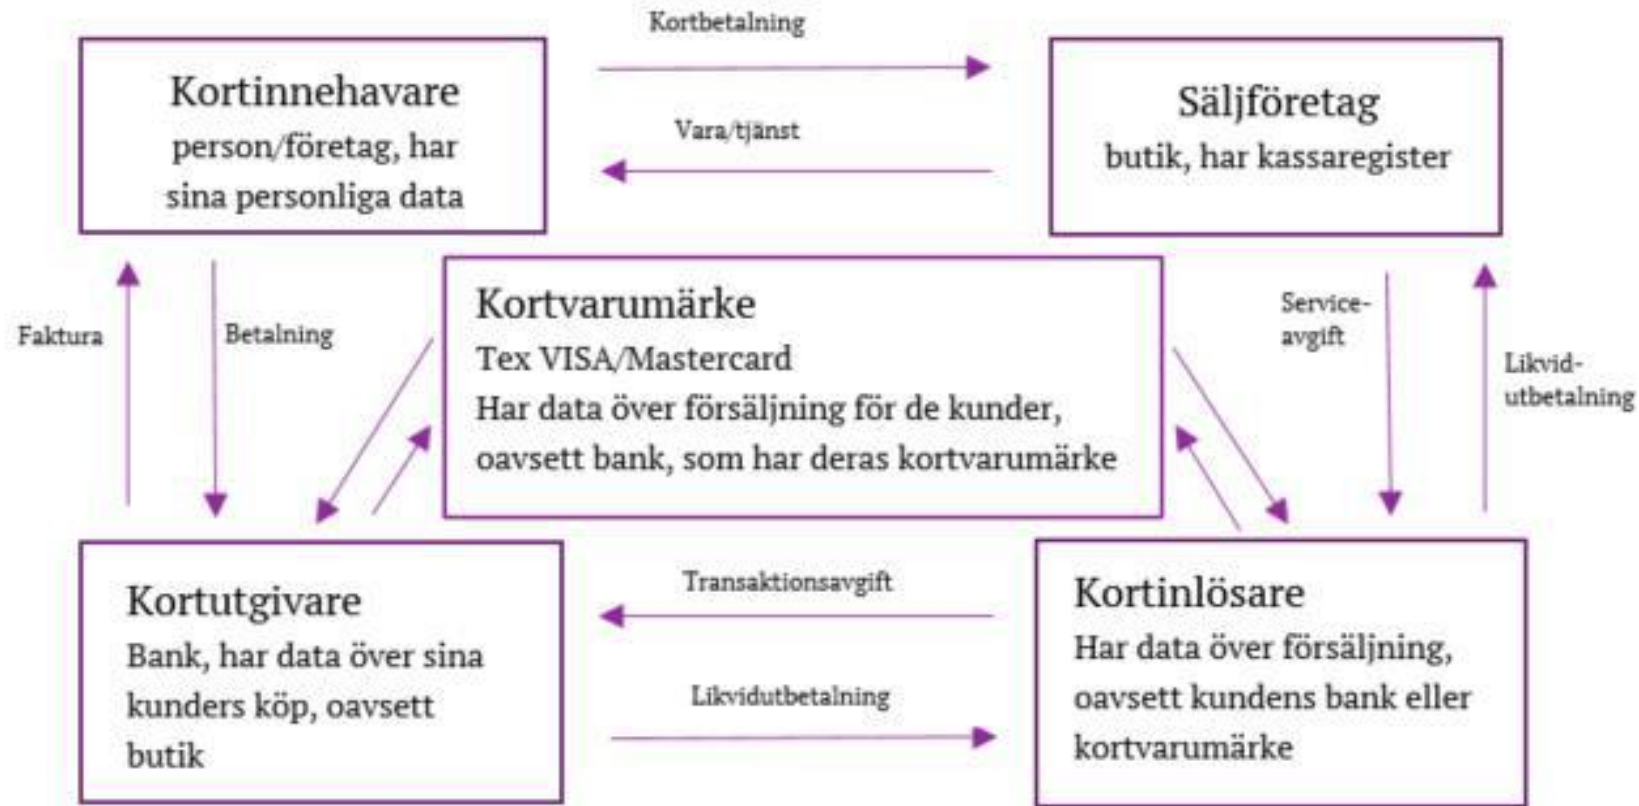 Kortbetalning
Kortinnehavare
person/företag, har
sina personliga data
Vara/tjänst
Säljföretag
butik, har kassaregister
Faktura
Betalning
Kortvarumärke
Tex VISA/Mastercard
Har data över försäljning för de kunder,
oavsett bank, som har deras kortvarumärke
Service-
avgift
Likvid-
utbetalning
Kortutgivare
Bank, har data över sina
kunders köp, oavsett
butik
Transaktionsavgift
Likvidutbetalning
Kortinlösare
Har data över försäljning,
oavsett kundens bank eller
kortvarumärke